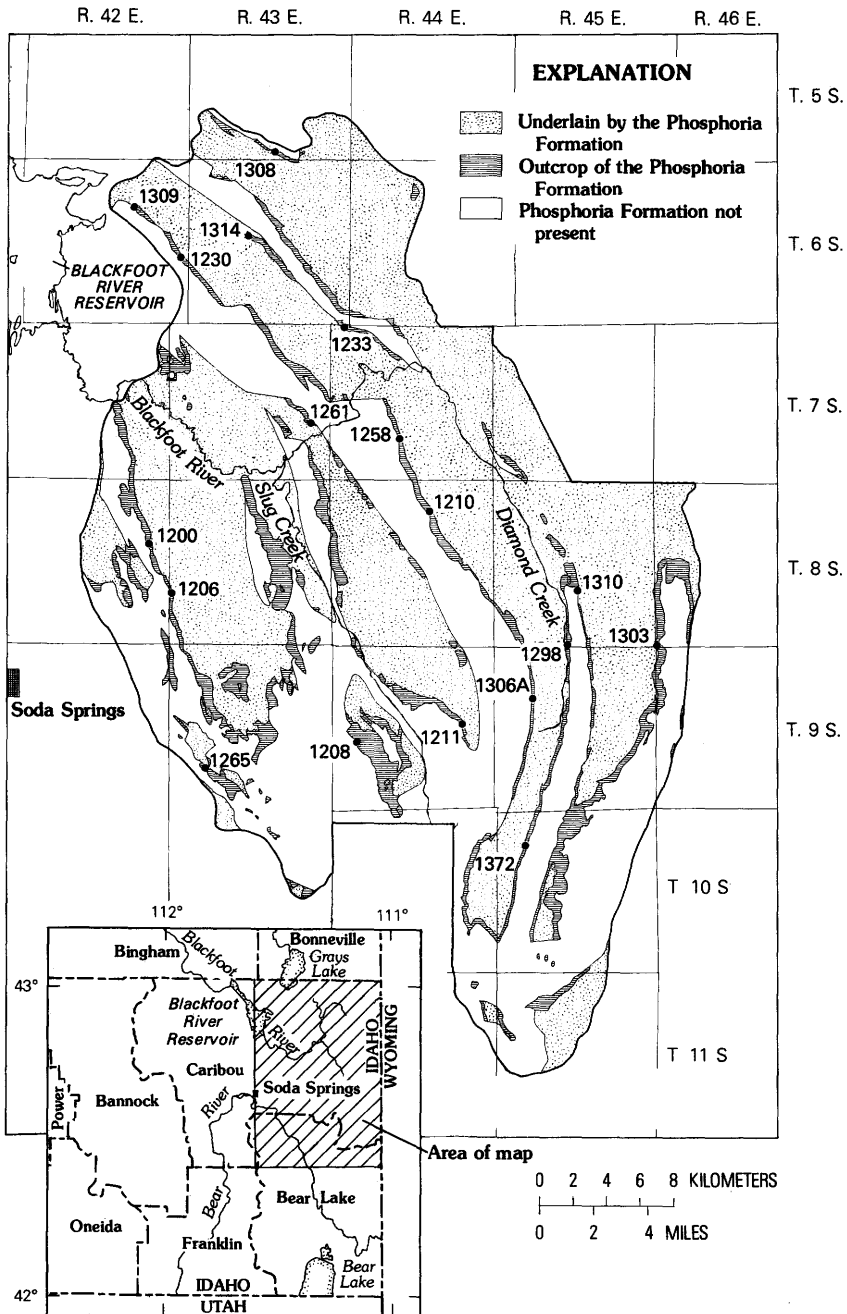 R. 42 E. R. 43 E. R. 44 E. R. 45 E. R. 46 E.
EXPLANATION
Underlain by the Phosphoria
Formation
Outcrop of the Phosphoria
Formation
Phosphoria Formation not
present
T. 5 S.
T. 6 S.
T. 7 S.
T. 8 S.
T. 9 S.
T 10 S
T 11 S
1308
1309
1314
1230
BLACKFOOT
RIVER
RESERVOIR
1233
1261
1258
Blackfoot River
Slug Creek
1210
Diamond Creek
1200
1206
1310
1298
1303
1306A
Soda Springs
1211
1208
1265
1372
112° 111°
43°
42°
Bingham
Blackfoot
River
Bonneville
Grays
Lake
Blackfoot
River
Reservoir
IDAHO
WYOMING
Caribou
Soda Springs
Power
Bannock
River
Bear
Area of map
Bear Lake
Oneida
Franklin
Bear
Lake
IDAHO
UTAH
0 2 4 6 8 KILOMETERS
0 2 4 MILES